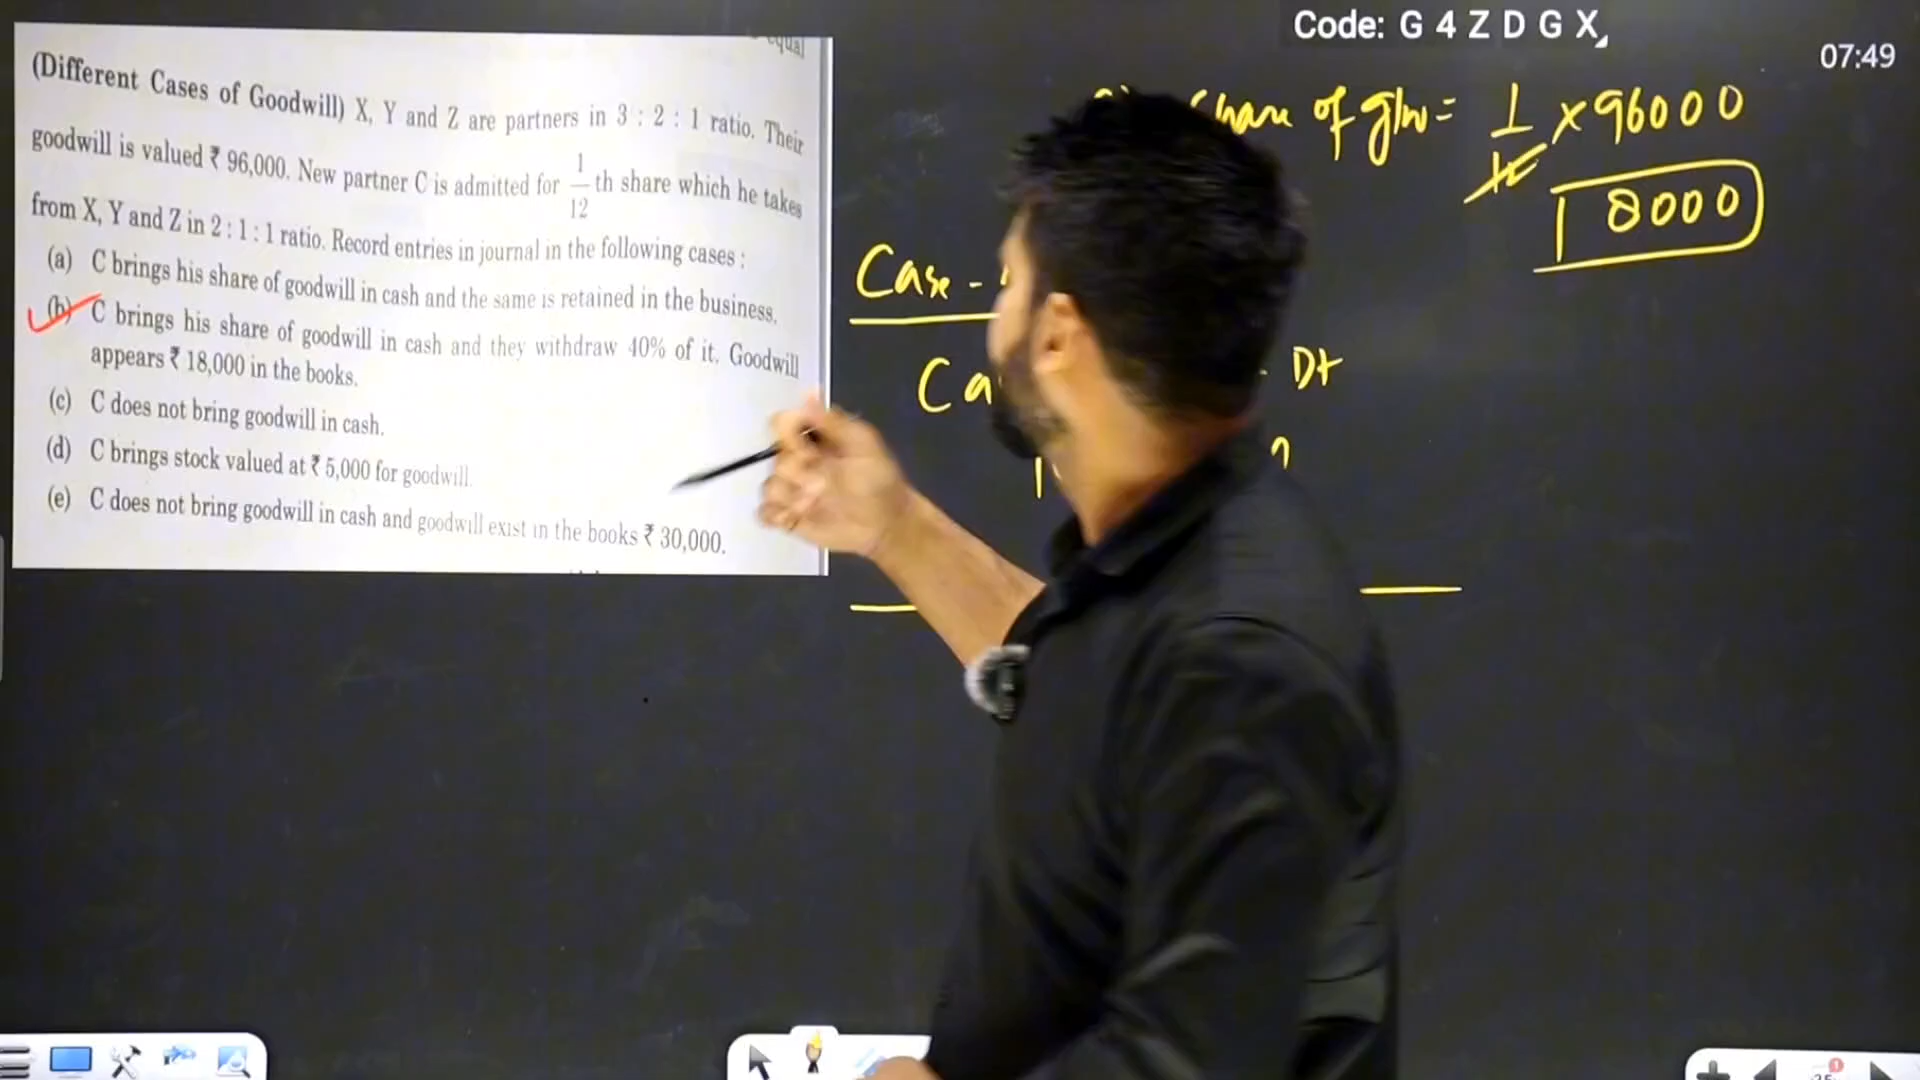 Code: G 4 Z D G X
07:49
equal
(Different Cases of Goodwill) X, Y and Z are partners in 3 : 2 : 1 ratio. Their
goodwill is valued ₹ 96,000. New partner C is admitted for 1/12 th share which he takes
from X, Y and Z in 2 : 1 : 1 ratio. Record entries in journal in the following cases :
(a) C brings his share of goodwill in cash and the same is retained in the business.
(b) C brings his share of goodwill in cash and they withdraw 40% of it. Goodwill
appears ₹ 18,000 in the books.
(c) C does not bring goodwill in cash.
(d) C brings stock valued at ₹ 5,000 for goodwill.
(e) C does not bring goodwill in cash and goodwill exist in the books ₹ 30,000.
share of g/w = 1/12 × 96000
8000
Case -
Ca
Dr